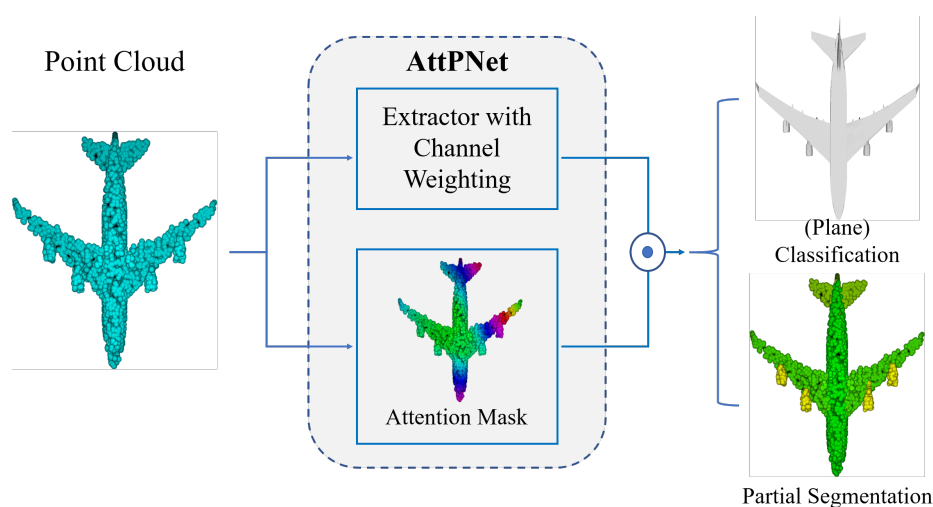 Point Cloud
AttPNet
Extractor with
Channel
Weighting
Attention Mask
(Plane)
Classification
Partial Segmentation